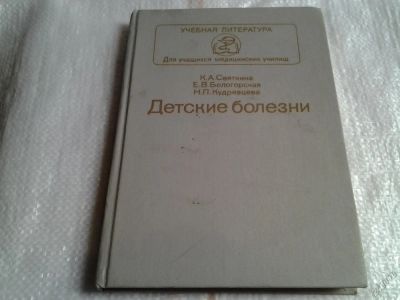 УЧЕБНАЯ ЛИТЕРАТУРА
Для учащихся медицинских училищ
К.А.Святкина
Е.В.Белогорская
Н.П.Кудрявцева
Детские болезни